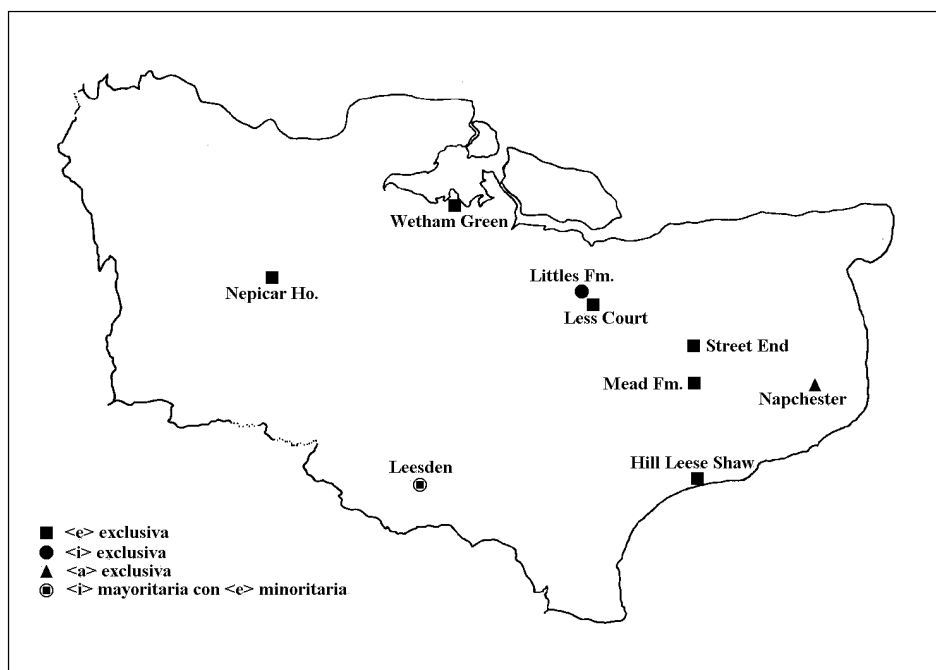 Wetham Green
Littles Fm.
Nepicar Ho.
Less Court
Street End
Mead Fm.
Napchester
Hill Leese Shaw
Leesden
<e> exclusiva
<i> exclusiva
<a> exclusiva
<i> mayoritaria con <e> minoritaria